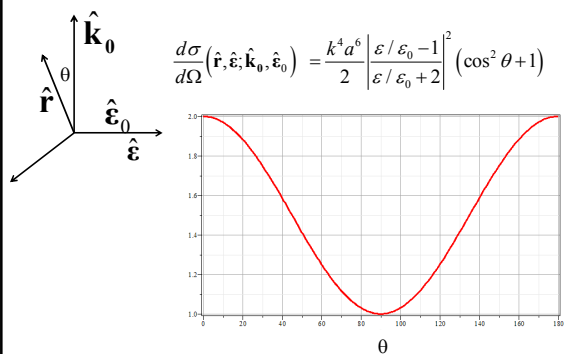 k̂₀
θ
r̂
ε̂₀
ε̂
dσ/dΩ (r̂,ε̂;k̂₀,ε̂₀) = k⁴a⁶/2 |ε/ε₀−1 / ε/ε₀+2|² (cos²θ+1)
2.0
1.8
1.6
1.4
1.2
1.0
0 20 40 60 80 100 120 140 160 180
θ